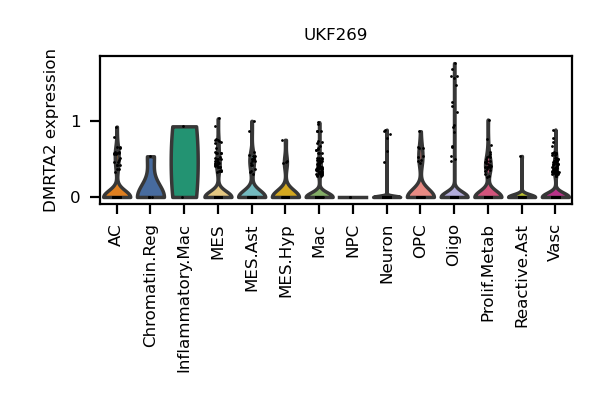 UKF269
DMRTA2 expression
1
0
AC
Chromatin.Reg
Inflammatory.Mac
MES
MES.Ast
MES.Hyp
Mac
NPC
Neuron
OPC
Oligo
Prolif.Metab
Reactive.Ast
Vasc